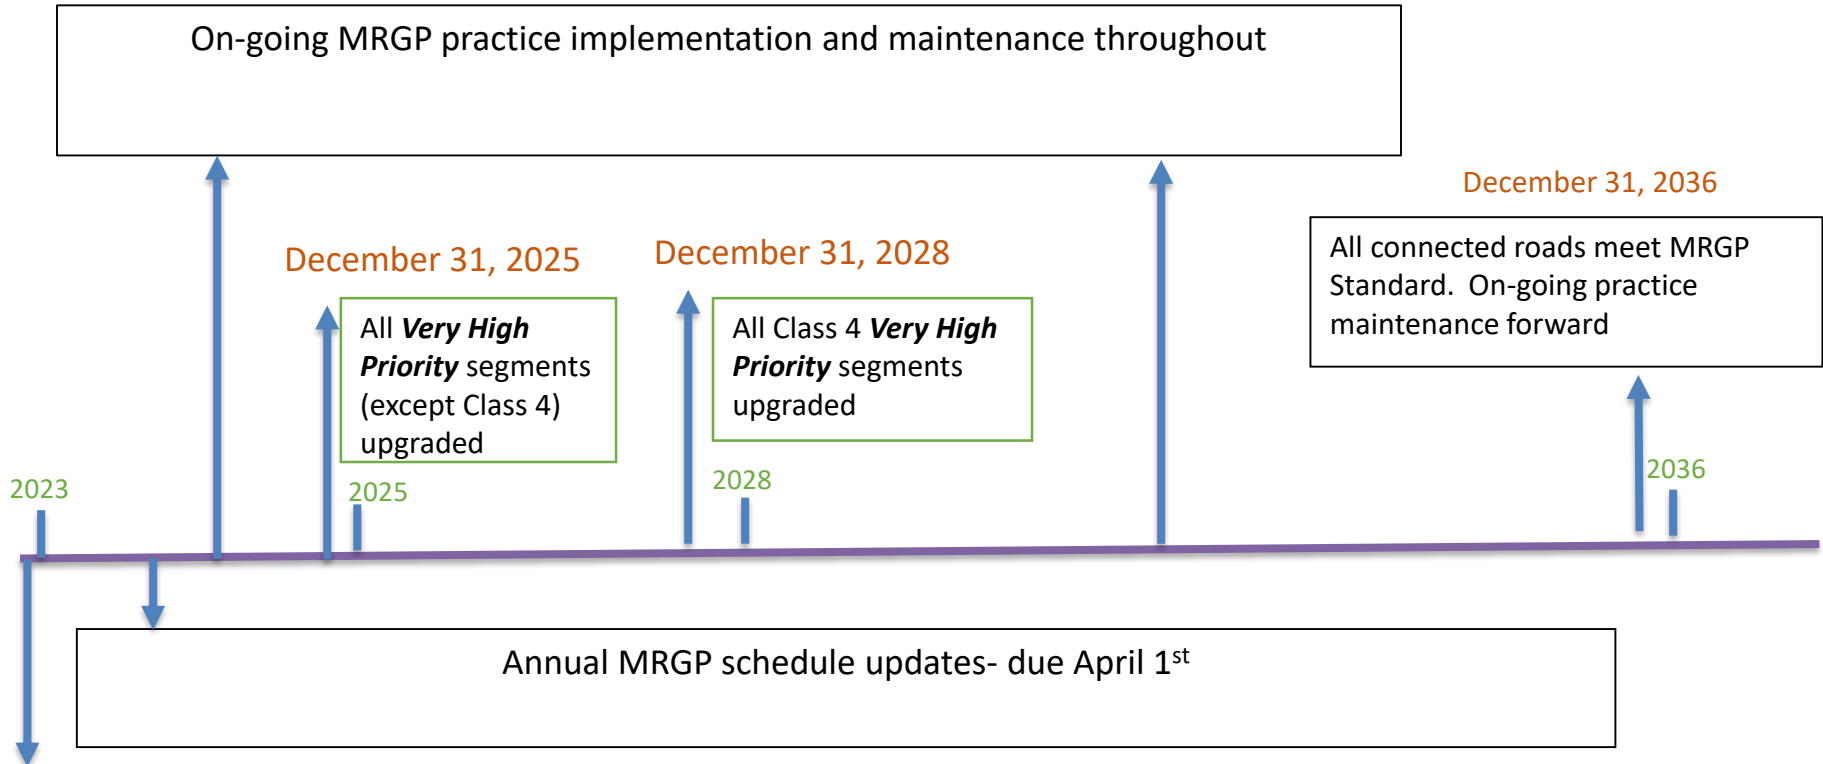 On-going MRGP practice implementation and maintenance throughout
December 31, 2036
All connected roads meet MRGP
Standard.  On-going practice
maintenance forward
December 31, 2025
December 31, 2028
All Very High
Priority segments
(except Class 4)
upgraded
All Class 4 Very High
Priority segments
upgraded
2023
2025
2028
2036
Annual MRGP schedule updates- due April 1st